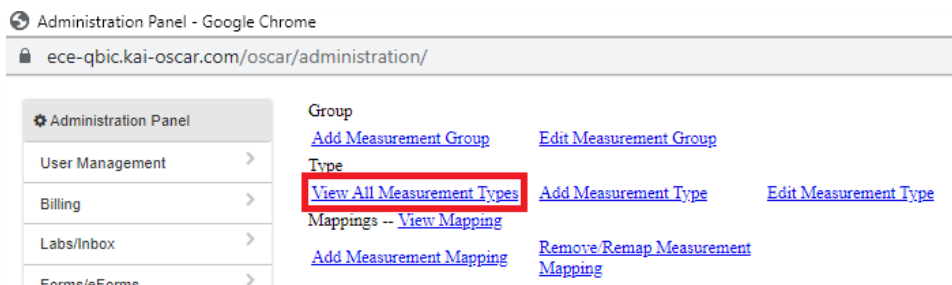 Administration Panel - Google Chrome
ece-qbic.kai-oscar.com/oscar/administration/
Administration Panel
User Management
Billing
Labs/Inbox
Forms/eForms
Group
Add Measurement Group Edit Measurement Group
Type
View All Measurement Types Add Measurement Type Edit Measurement Type
Mappings -- View Mapping
Add Measurement Mapping Remove/Remap Measurement
Mapping